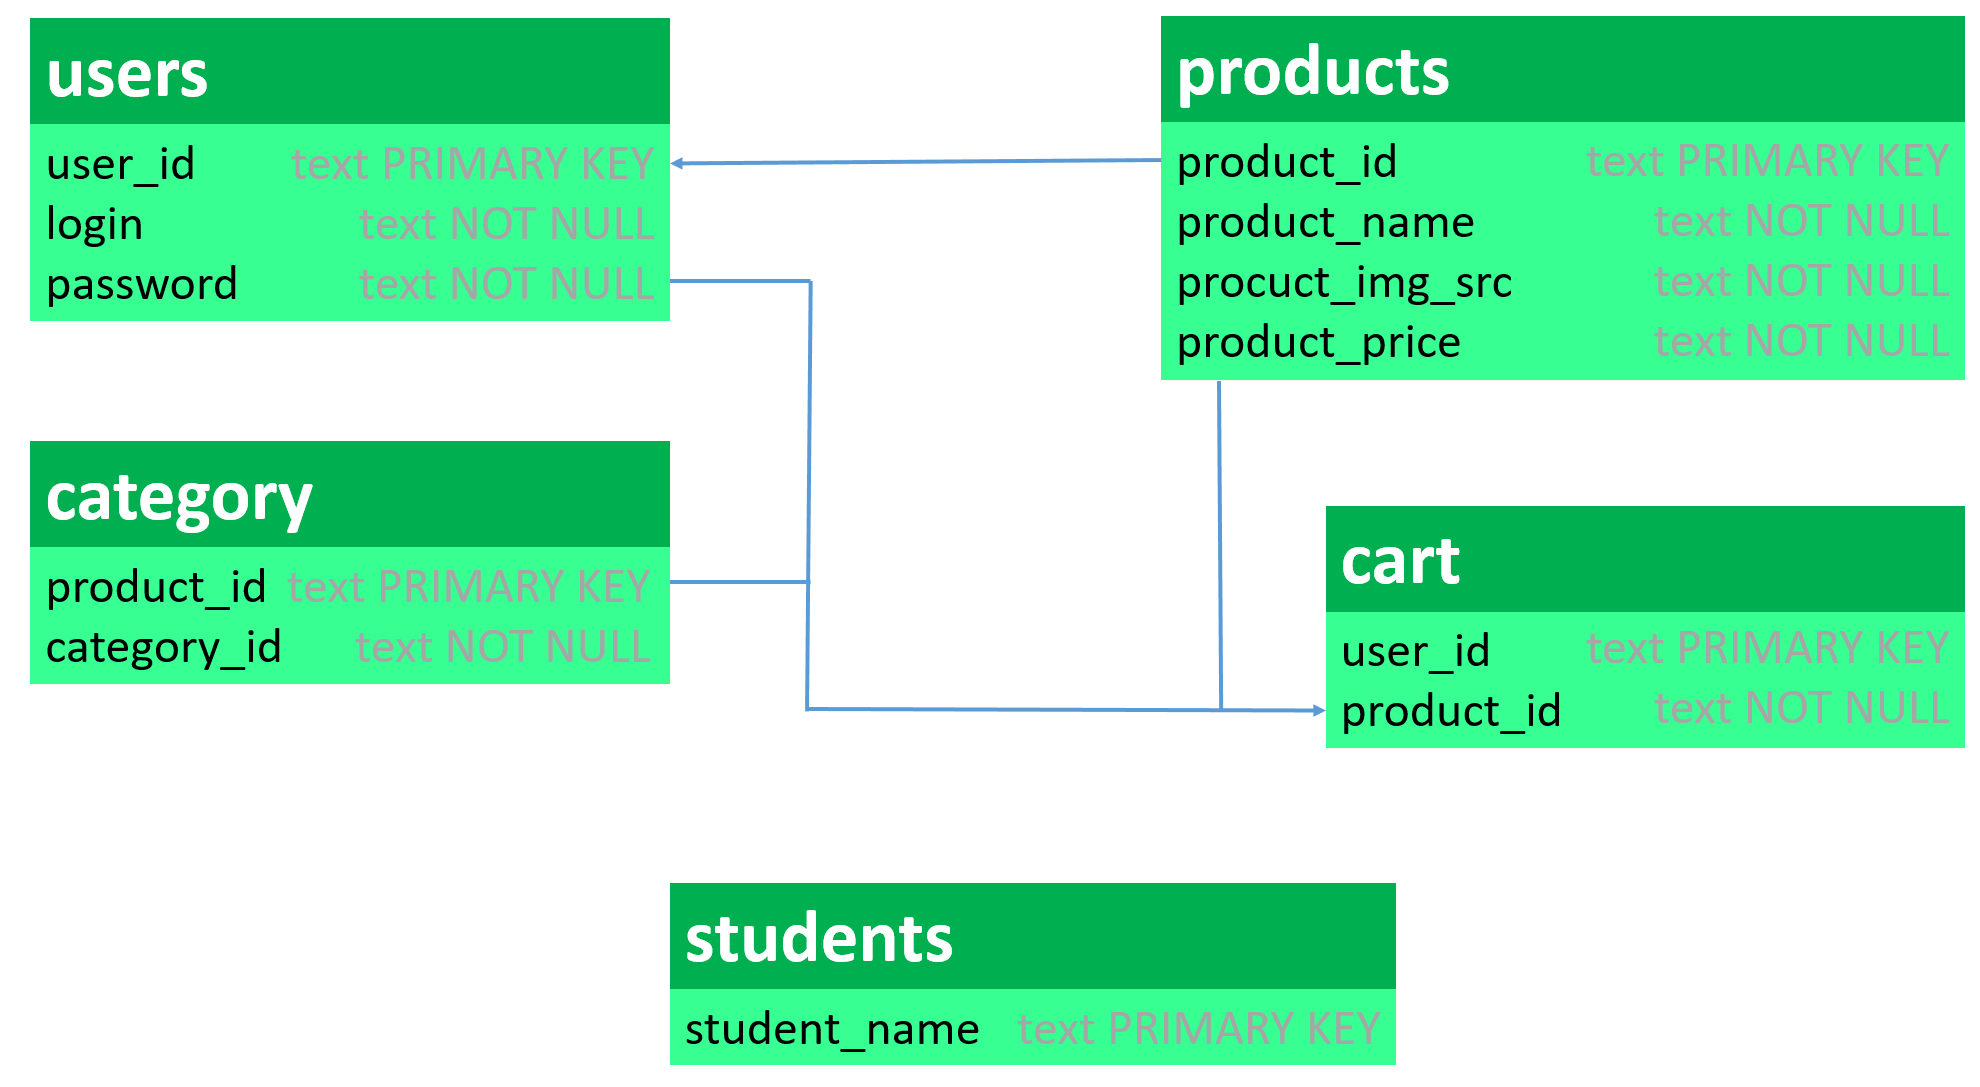 users
user_id text PRIMARY KEY
login text NOT NULL
password text NOT NULL
products
product_id text PRIMARY KEY
product_name text NOT NULL
procuct_img_src text NOT NULL
product_price text NOT NULL
category
product_id text PRIMARY KEY
category_id text NOT NULL
cart
user_id text PRIMARY KEY
product_id text NOT NULL
students
student_name text PRIMARY KEY